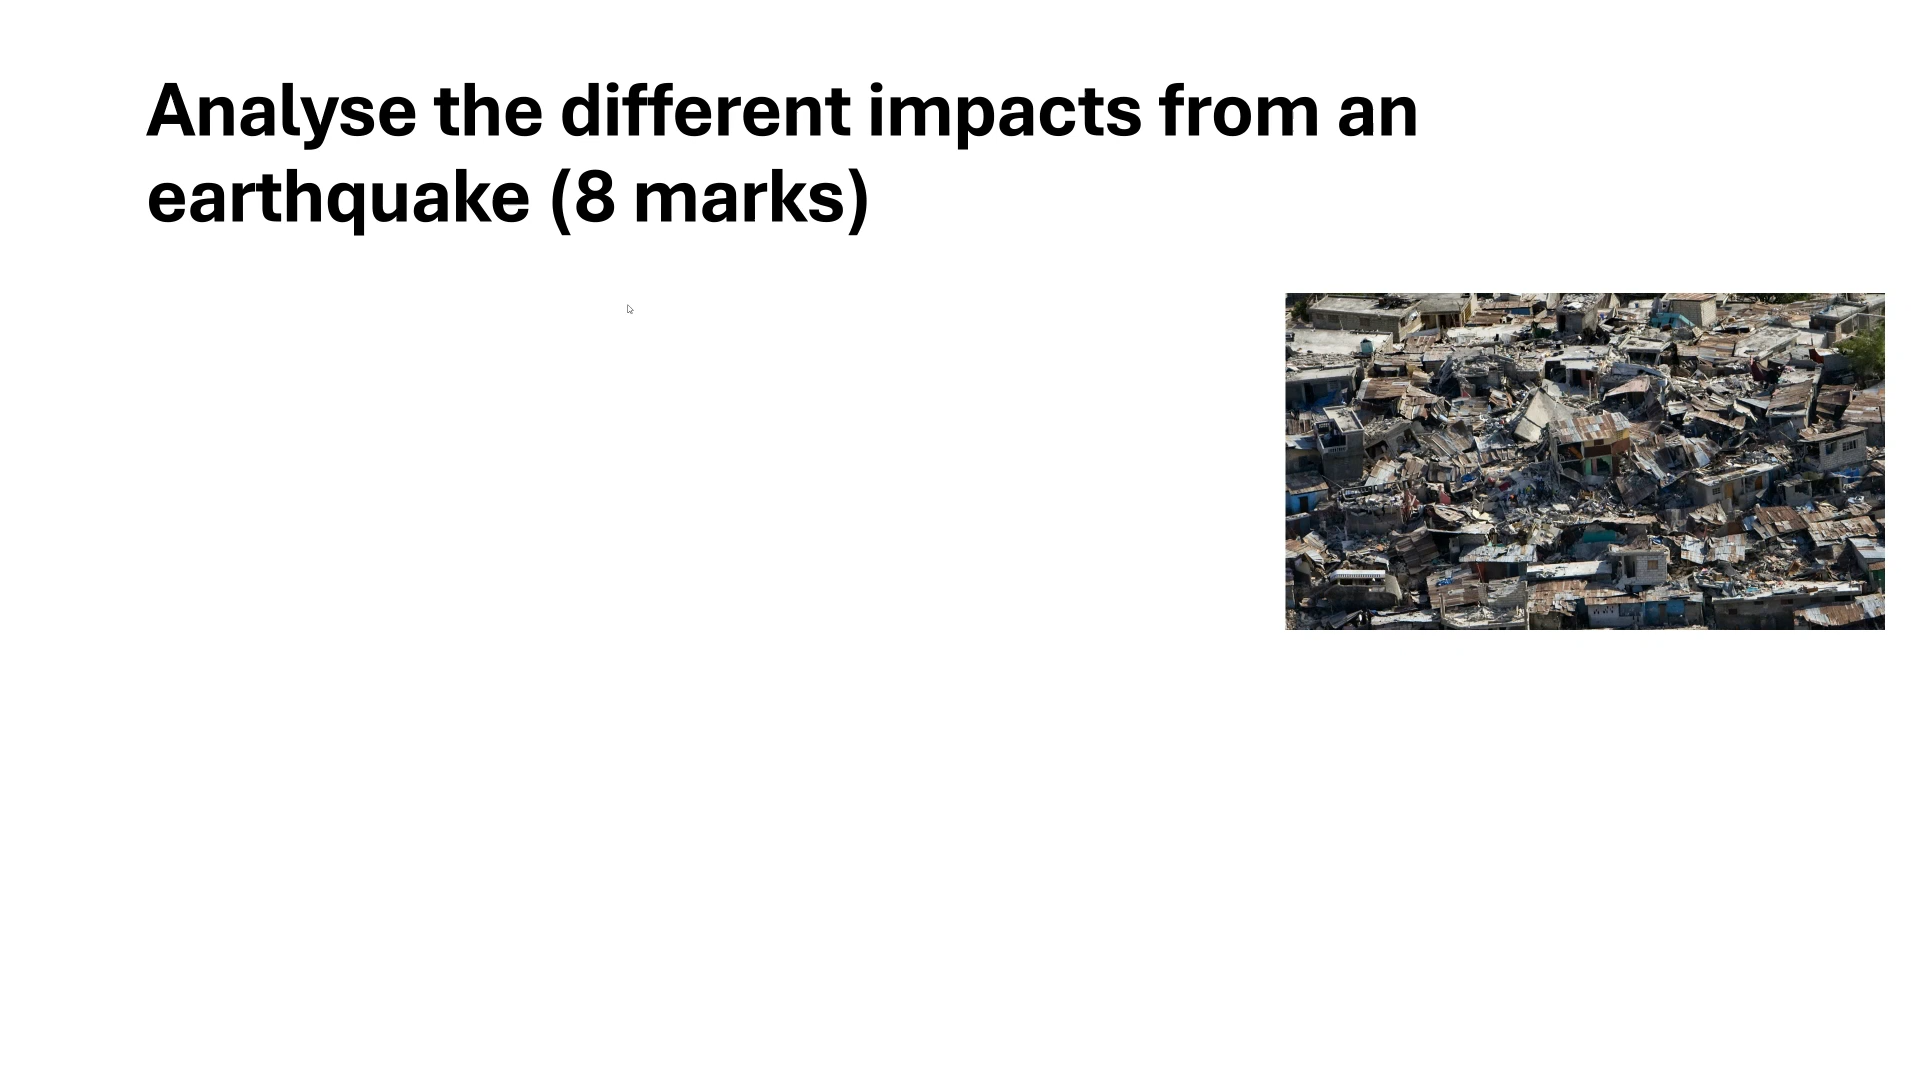 Analyse the different impacts from an
earthquake (8 marks)